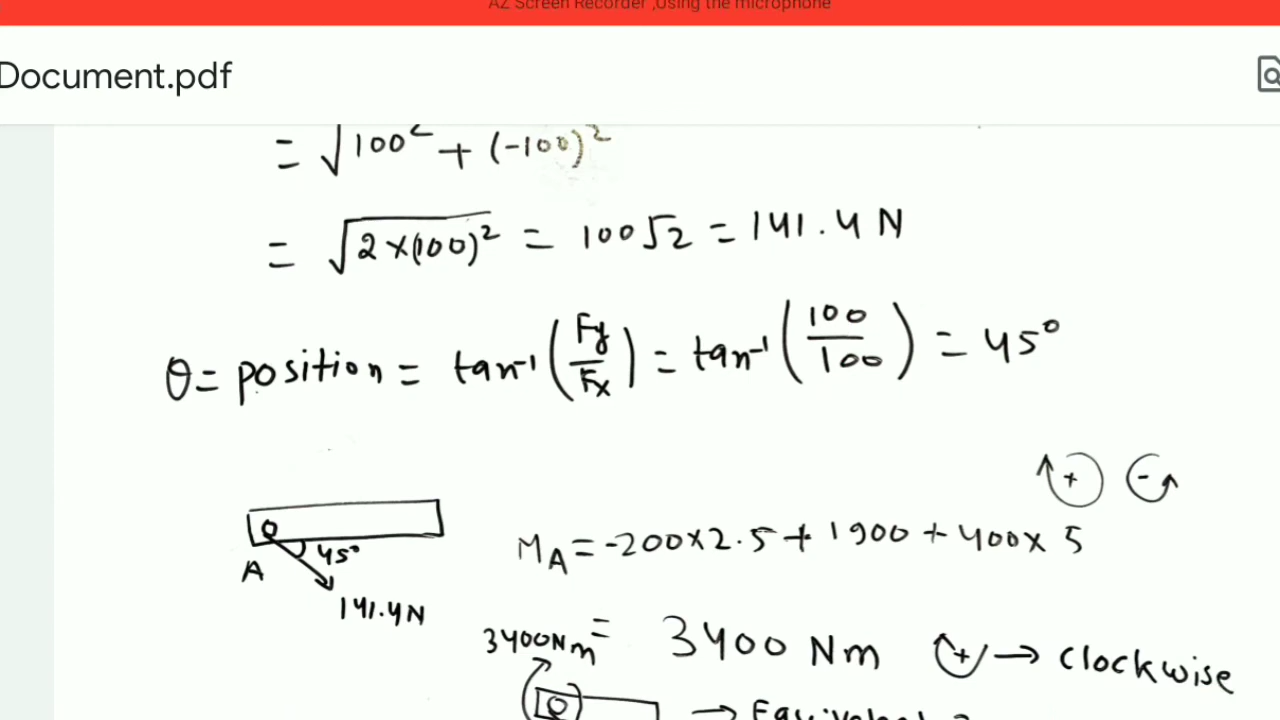 AZ Screen Recorder ,Using the microphone
Document.pdf
= √100² + (-100)²
= √2×(100)² = 100√2 = 141.4 N
θ = position = tan⁻¹(Fy/Fx) = tan⁻¹(100/100) = 45°
+ -
45°
A
141.4N
MA = -200×2.5 + 1900 + 400×5
= 3400 Nm + → clockwise
3400Nm
→